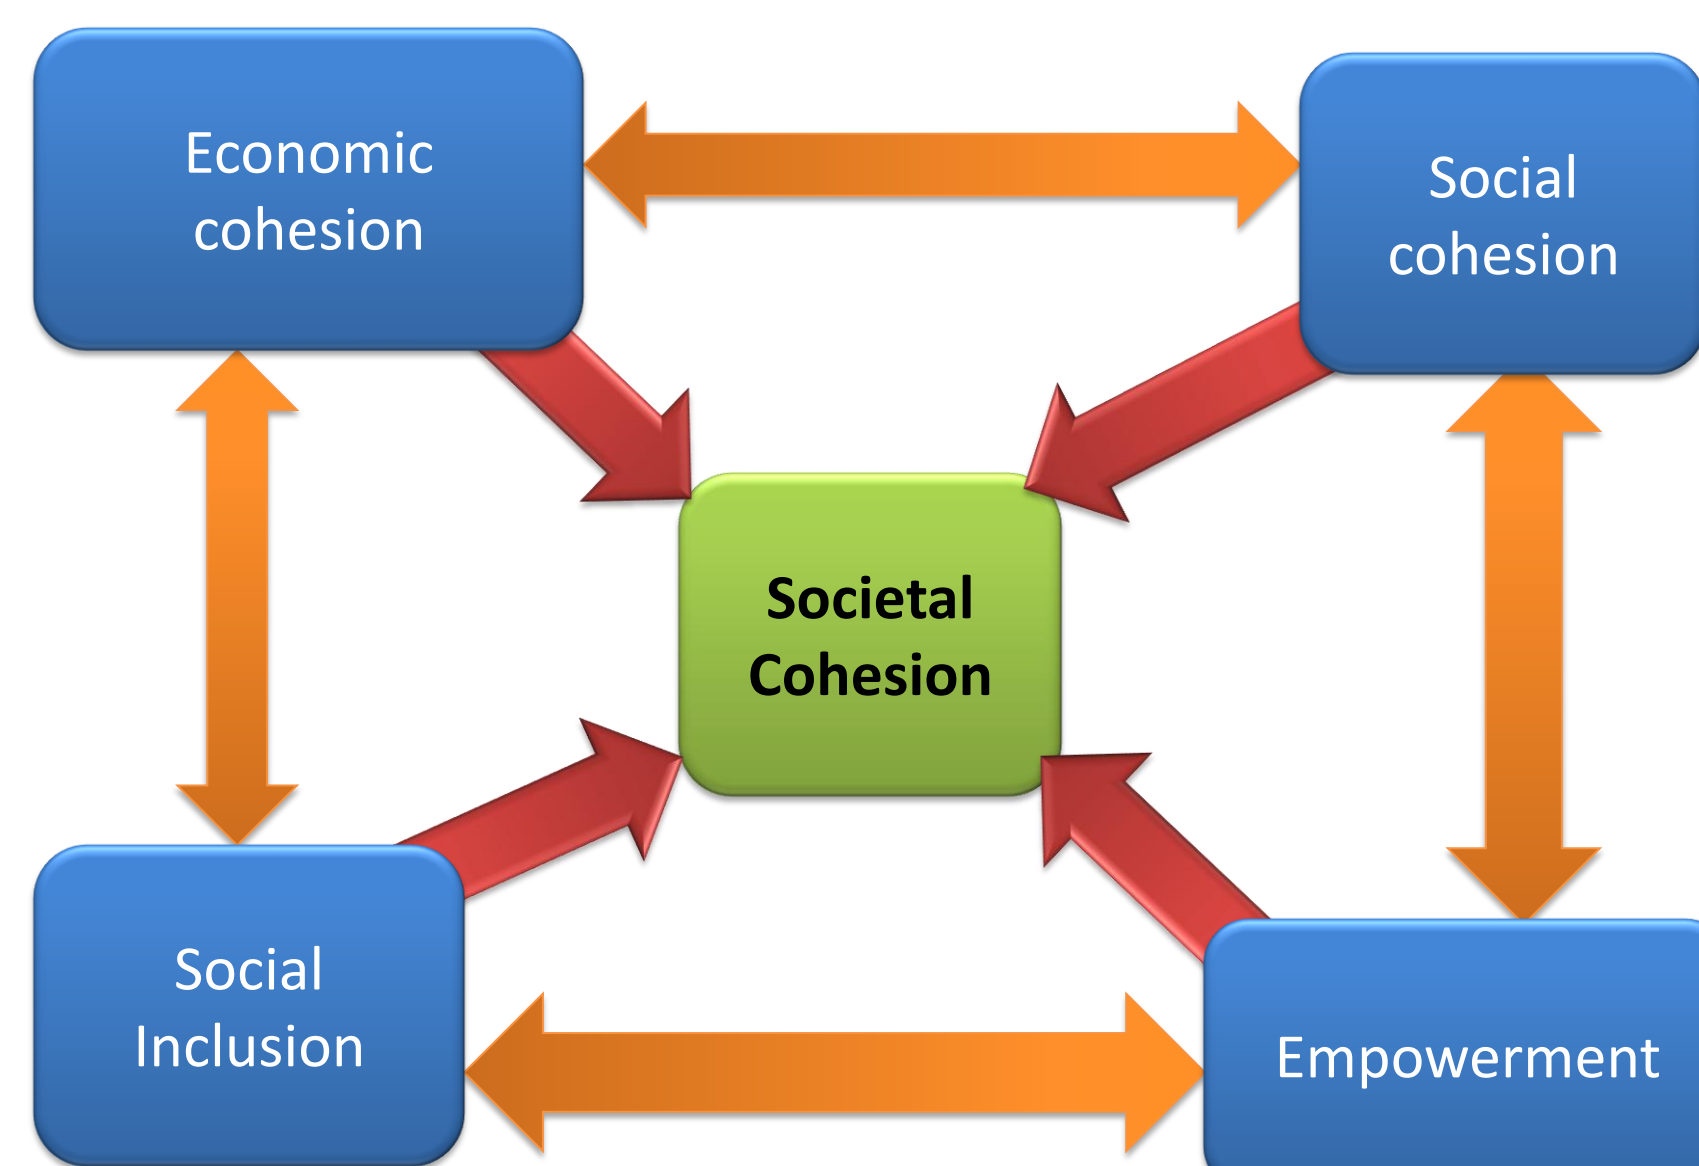 Economic
cohesion
Social
cohesion
Societal
Cohesion
Social
Inclusion
Empowerment